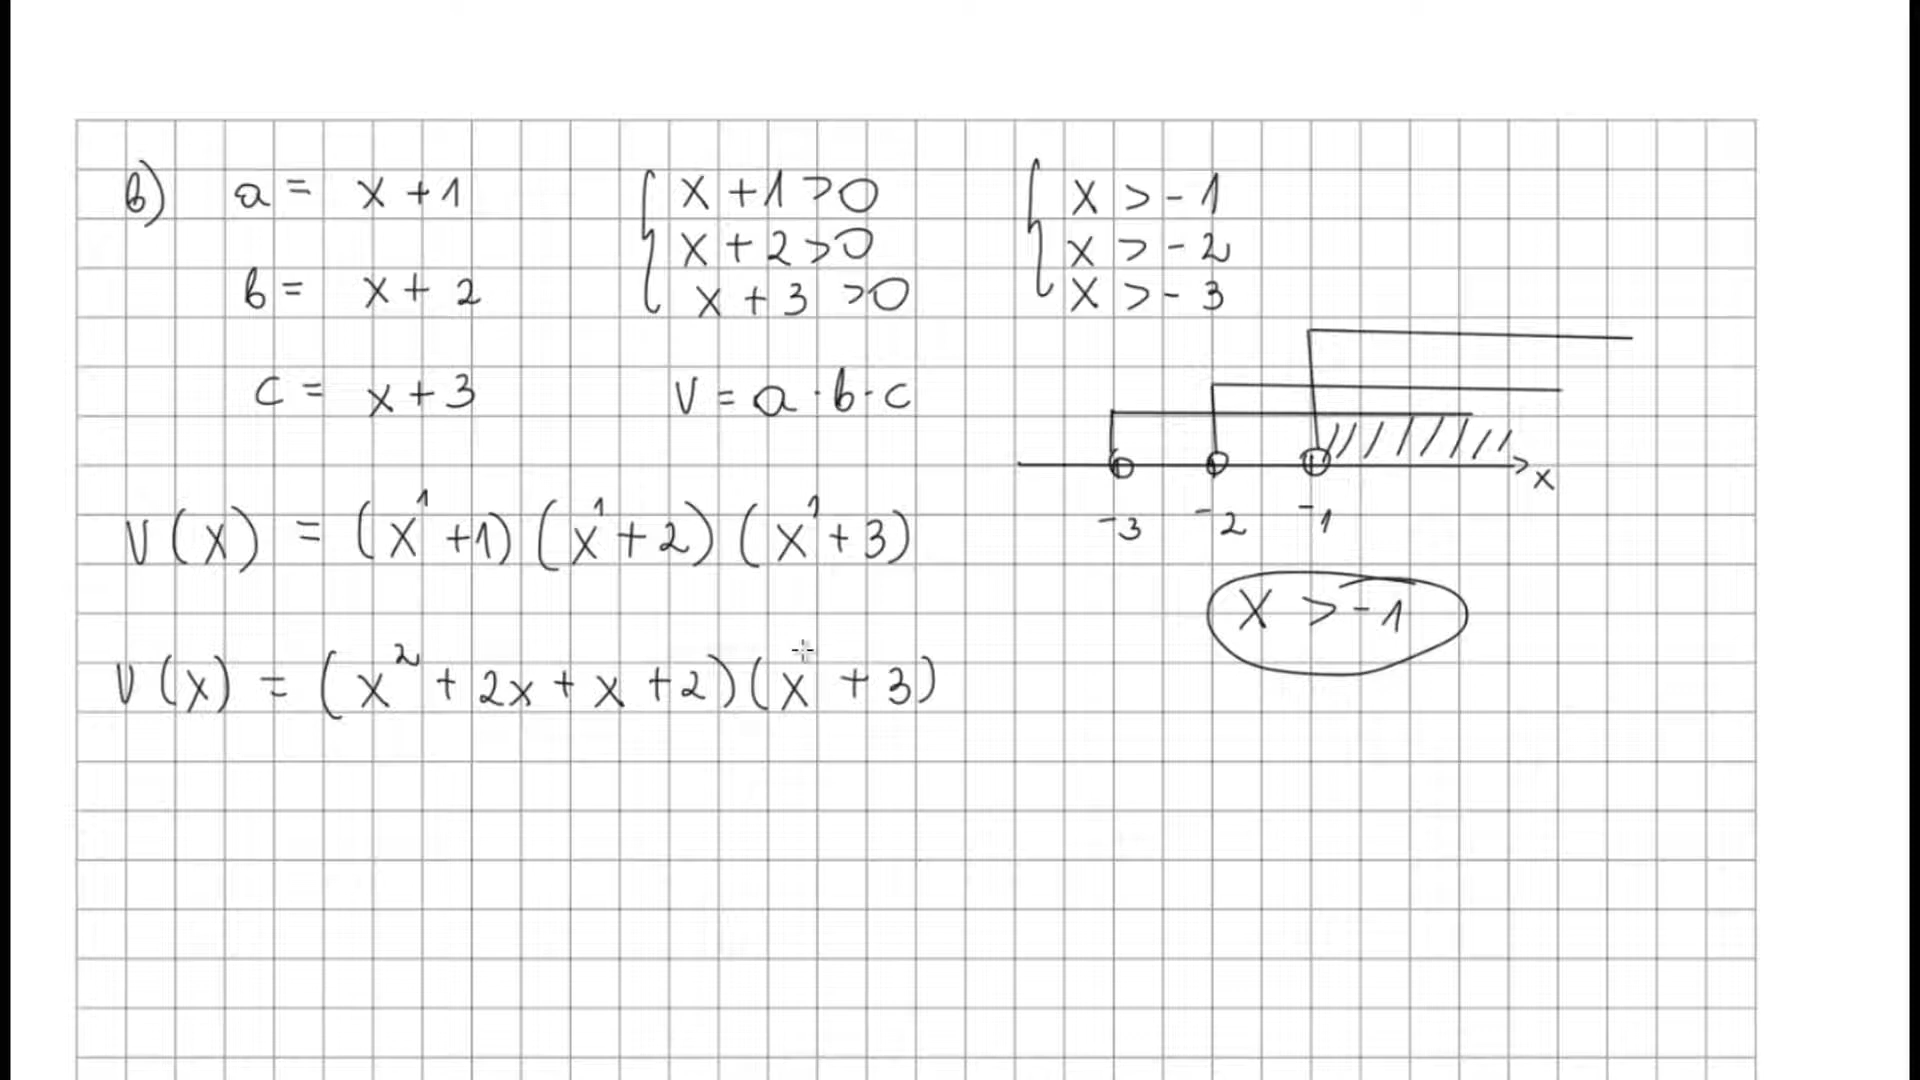 b) a = x + 1
b = x + 2
c = x + 3
x + 1 > 0
x + 2 > 0
x + 3 > 0
V = a · b · c
x > -1
x > -2
x > -3
-3 -2 -1 x
x > -1
V(x) = (x¹ + 1)(x¹ + 2)(x¹ + 3)
V(x) = (x² + 2x + x + 2)(x + 3)